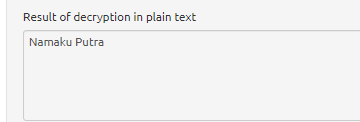 Result of decryption in plain text
Namaku Putra